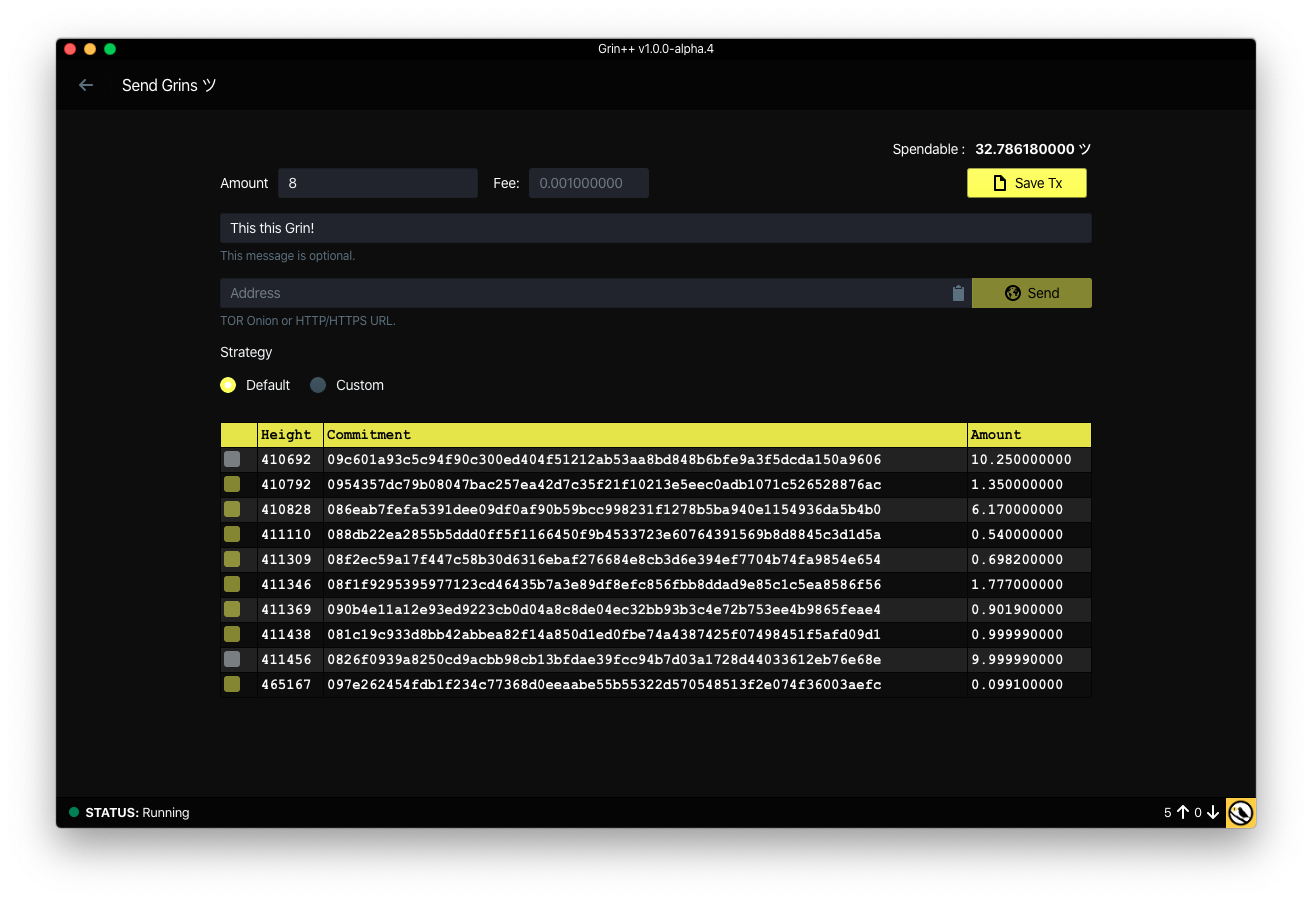 Grin++ v1.0.0-alpha.4
Send Grins ツ
Spendable : 32.786180000 ツ
Amount 8 Fee: 0.001000000 Save Tx
This this Grin!
This message is optional.
Address Send
TOR Onion or HTTP/HTTPS URL.
Strategy
Default Custom
Height Commitment Amount
410692 09c601a93c5c94f90c300ed404f51212ab53aa8bd848b6bfe9a3f5dcda150a9606 10.250000000
410792 0954357dc79b08047bac257ea42d7c35f21f10213e5eec0adb1071c526528876ac 1.350000000
410828 086eab7fefa5391dee09df0af90b59bcc998231f1278b5ba940e1154936da5b4b0 6.170000000
411110 088db22ea2855b5ddd0ff5f1166450f9b4533723e60764391569b8d8845c3d1d5a 0.540000000
411309 08f2ec59a17f447c58b30d6316ebaf276684e8cb3d6e394ef7704b74fa9854e654 0.698200000
411346 08f1f9295395977123cd46435b7a3e89df8efc856fbb8ddad9e85c1c5ea8586f56 1.777000000
411369 090b4e11a12e93ed9223cb0d04a8c8de04ec32bb93b3c4e72b753ee4b9865feae4 0.901900000
411438 081c19c933d8bb42abbea82f14a850d1ed0fbe74a4387425f07498451f5afd09d1 0.999990000
411456 0826f0939a8250cd9acbb98cb13bfdae39fcc94b7d03a1728d44033612eb76e68e 9.999990000
465167 097e262454fdb1f234c77368d0eeaabe55b55322d570548513f2e074f36003aefc 0.099100000
STATUS: Running 5 0